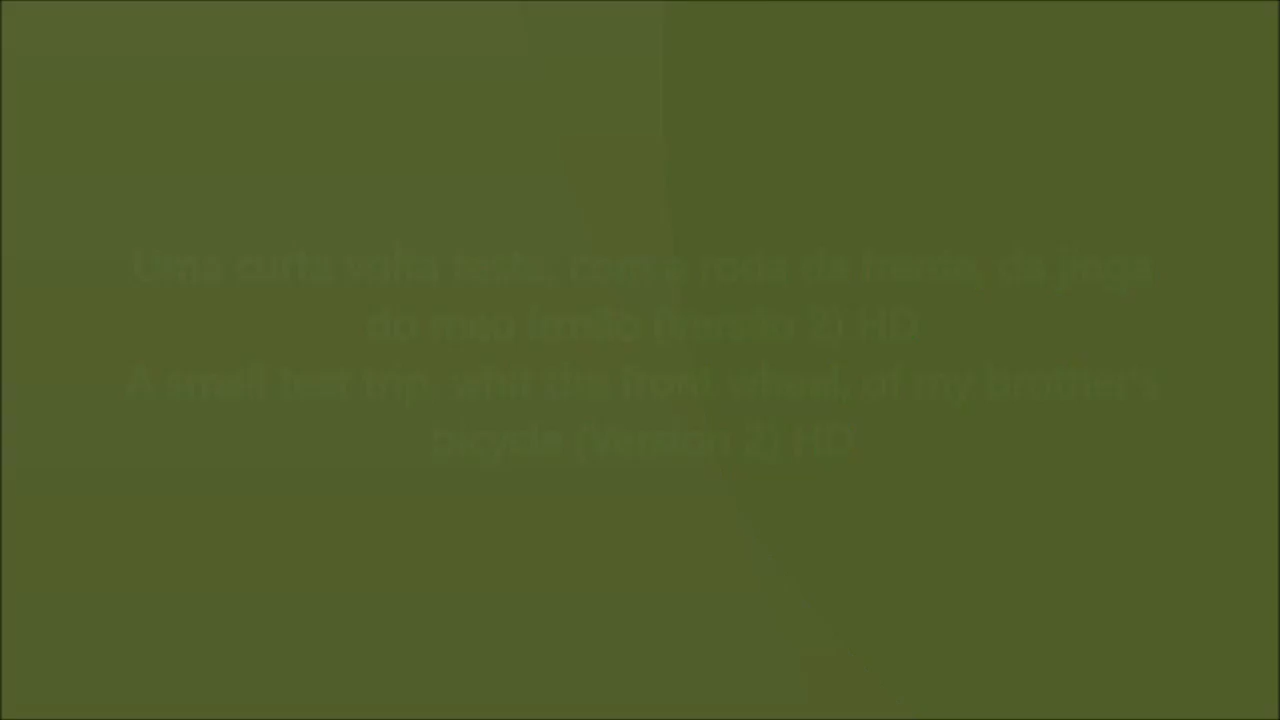 Uma curta volta teste, com a roda da frente, da
do meu irmão (Versão 2) HD
A small test trip, whit the front wheel, of my brother's
bicycle (Version 2) HD